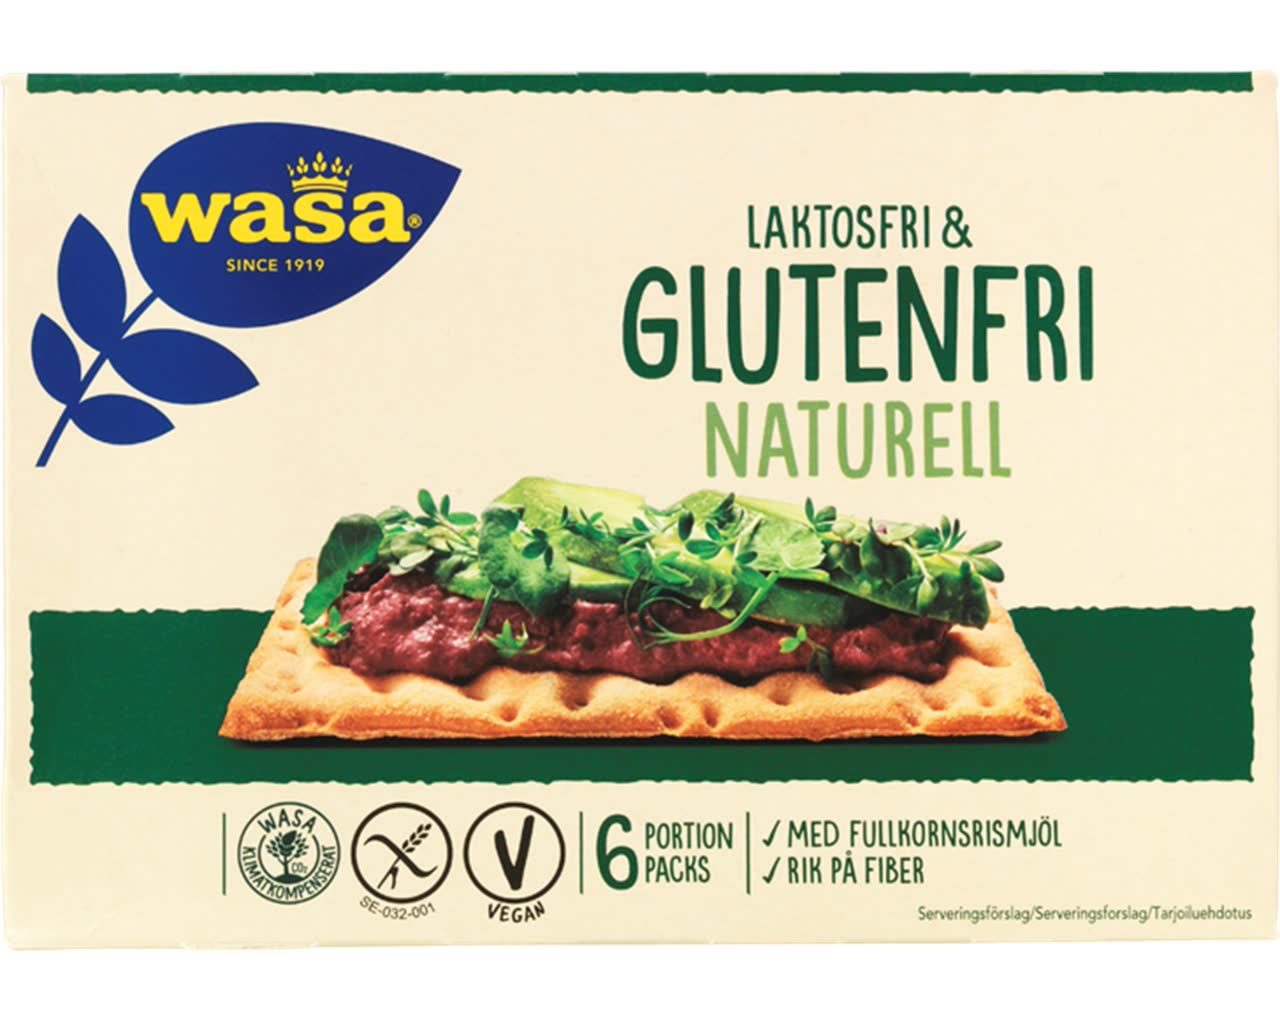 wasa®
SINCE 1919
LAKTOSFRI &
GLUTENFRI
NATURELL
WASA
KLIMATKOMPENSERAT
CO₂
SE-032-001
V
VEGAN
6 PORTION
PACKS
✓ MED FULLKORNSRISMJÖL
✓ RIK PÅ FIBER
Serveringsförslag/Serveringsforslag/Tarjoiluehdotus